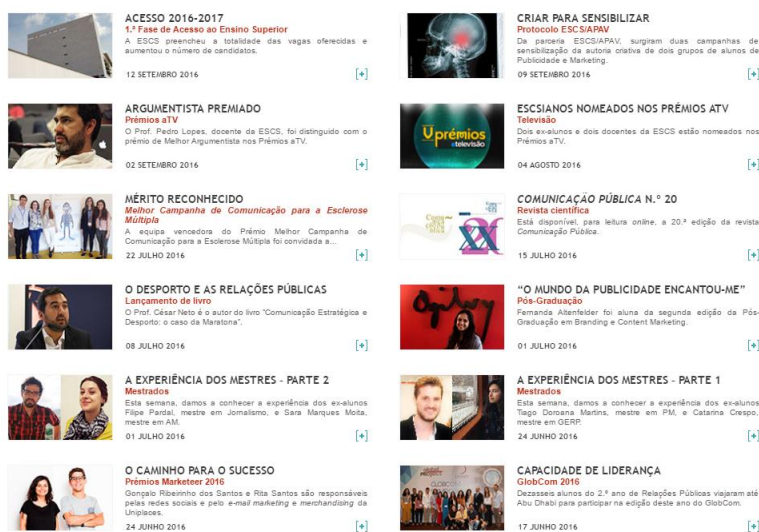 ACESSO 2016-2017
1.ª Fase de Acesso ao Ensino Superior
A ESCS preencheu a totalidade das vagas oferecidas e
aumentou o número de candidatos.
12 SETEMBRO 2016
[+]
CRIAR PARA SENSIBILIZAR
Protocolo ESCS/APAV
Da parceria ESCS/APAV, surgiram duas campanhas de
sensibilização da autoria criativa de dois grupos de alunos de
Publicidade e Marketing.
09 SETEMBRO 2016
[+]
ARGUMENTISTA PREMIADO
Prémios aTV
O Prof. Pedro Lopes, docente da ESCS, foi distinguido com o
prémio de Melhor Argumentista nos Prémios aTV.
02 SETEMBRO 2016
[+]
prémios
etelevisão
ESCSIANOS NOMEADOS NOS PRÉMIOS ATV
Televisão
Dois ex-alunos e dois docentes da ESCS estão nomeados nos
Prémios aTV.
04 AGOSTO 2016
[+]
MÉRITO RECONHECIDO
Melhor Campanha de Comunicação para a Esclerose
Múltipla
A equipa vencedora do Prémio Melhor Campanha de
Comunicação para a Esclerose Múltipla foi convidada a...
22 JULHO 2016
[+]
XX
COMUNICAÇÃO PÚBLICA N.º 20
Revista científica
Está disponível, para leitura online, a 20.ª edição da revista
Comunicação Pública.
15 JULHO 2016
[+]
O DESPORTO E AS RELAÇÕES PÚBLICAS
Lançamento de livro
O Prof. César Neto é o autor do livro "Comunicação Estratégica e
Desporto: o caso da Maratona".
08 JULHO 2016
[+]
Ogilvy
“O MUNDO DA PUBLICIDADE ENCANTOU-ME”
Pós-Graduação
Fernanda Altenfelder foi aluna da segunda edição da Pós-
Graduação em Branding e Content Marketing.
01 JULHO 2016
[+]
A EXPERIÊNCIA DOS MESTRES - PARTE 2
Mestrados
Esta semana, damos a conhecer a experiência dos ex-alunos
Filipe Pardal, mestre em Jornalismo, e Sara Marques Moita,
mestre em AM.
01 JULHO 2016
[+]
A EXPERIÊNCIA DOS MESTRES - PARTE 1
Mestrados
Esta semana, damos a conhecer a experiência dos ex-alunos
Tiago Doroana Martins, mestre em PM, e Catarina Crespo,
mestre em GERP.
24 JUNHO 2016
[+]
O CAMINHO PARA O SUCESSO
Prémios Marketeer 2016
Gonçalo Ribeirinho dos Santos e Rita Santos são responsáveis
pelas redes sociais e pelo e-mail marketing e merchandising da
Uniplaces.
24 JUNHO 2016
[+]
GLOBCOM
CAPACIDADE DE LIDERANÇA
GlobCom 2016
Dezasseis alunos do 2.º ano de Relações Públicas viajaram até
Abu Dhabi para participar na edição deste ano do GlobCom.
17 JUNHO 2016
[+]